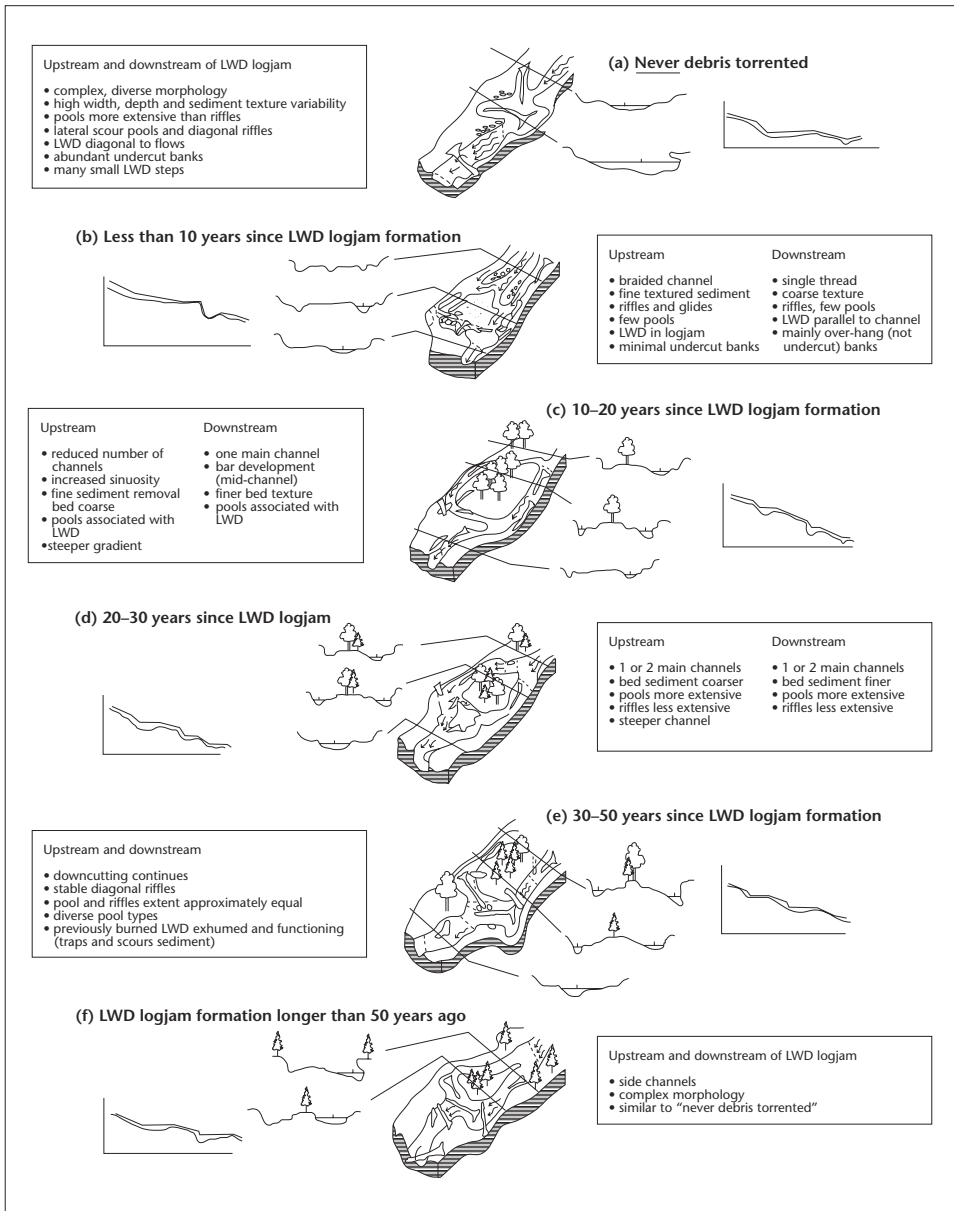 (a) Never debris torrented
Upstream and downstream of LWD logjam
• complex, diverse morphology
• high width, depth and sediment texture variability
• pools more extensive than riffles
• lateral scour pools and diagonal riffles
• LWD diagonal to flows
• abundant undercut banks
• many small LWD steps
(b) Less than 10 years since LWD logjam formation
Upstream
• braided channel
• fine textured sediment
• riffles and glides
• few pools
• LWD in logjam
• minimal undercut banks
Downstream
• single thread
• coarse texture
• riffles, few pools
• LWD parallel to channel
• mainly over-hang (not
undercut) banks
(c) 10–20 years since LWD logjam formation
Upstream
• reduced number of
channels
• increased sinuosity
• fine sediment removal
bed coarse
• pools associated with
LWD
•steeper gradient
Downstream
• one main channel
• bar development
(mid-channel)
• finer bed texture
• pools associated with
LWD
(d) 20–30 years since LWD logjam
Upstream
• 1 or 2 main channels
• bed sediment coarser
• pools more extensive
• riffles less extensive
• steeper channel
Downstream
• 1 or 2 main channels
• bed sediment finer
• pools more extensive
• riffles less extensive
(e) 30–50 years since LWD logjam formation
Upstream and downstream
• downcutting continues
• stable diagonal riffles
• pool and riffles extent approximately equal
• diverse pool types
• previously burned LWD exhumed and functioning
(traps and scours sediment)
(f) LWD logjam formation longer than 50 years ago
Upstream and downstream of LWD logjam
• side channels
• complex morphology
• similar to “never debris torrented”